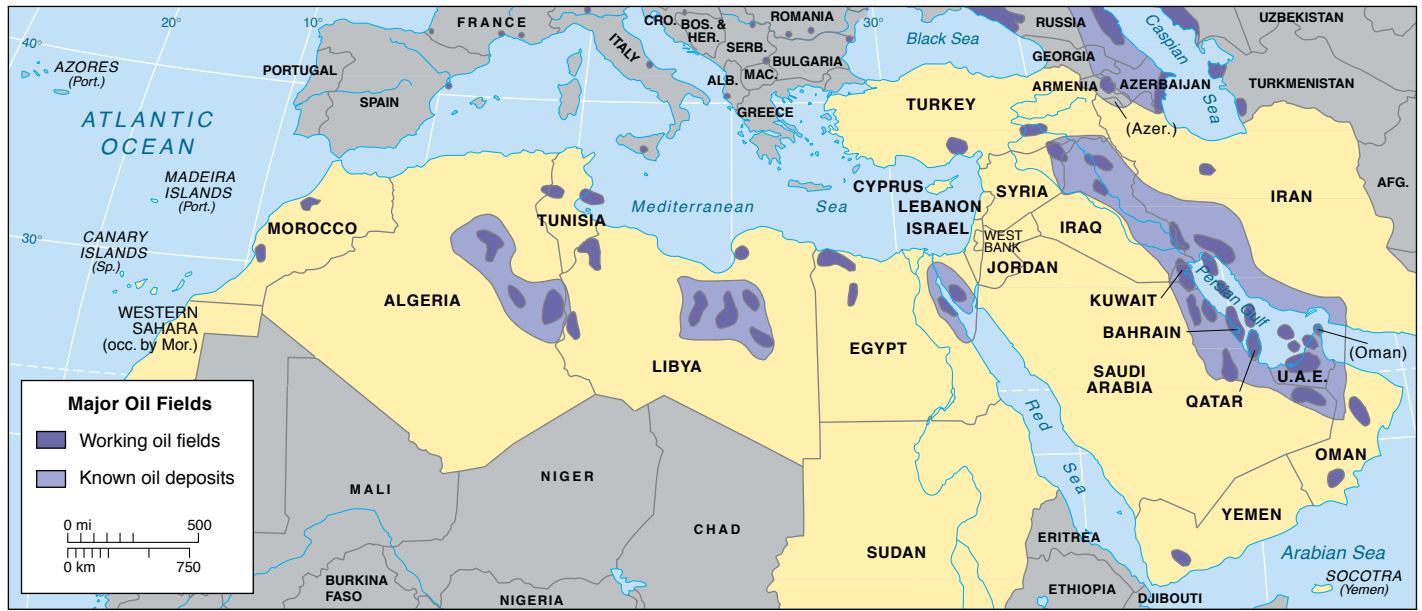 20°
10°
30°
40°
30°
FRANCE
CRO.
BOS. &
HER.
ROMANIA
SERB.
BULGARIA
ALB.
MAC.
GREECE
ITALY
PORTUGAL
SPAIN
AZORES
(Port.)
ATLANTIC
OCEAN
MADEIRA
ISLANDS
(Port.)
CANARY
ISLANDS
(Sp.)
Black Sea
RUSSIA
GEORGIA
ARMENIA
AZERBAIJAN
(Azer.)
Caspian
Sea
UZBEKISTAN
TURKMENISTAN
AFG.
TURKEY
CYPRUS
SYRIA
LEBANON
ISRAEL
WEST
BANK
JORDAN
IRAQ
IRAN
Mediterranean
Sea
MOROCCO
TUNISIA
ALGERIA
WESTERN
SAHARA
(occ. by Mor.)
LIBYA
EGYPT
KUWAIT
BAHRAIN
QATAR
Persian Gulf
(Oman)
U.A.E.
SAUDI
ARABIA
OMAN
YEMEN
Red
Sea
Arabian Sea
SOCOTRA
(Yemen)
MALI
NIGER
CHAD
SUDAN
ERITREA
ETHIOPIA
DJIBOUTI
BURKINA
FASO
NIGERIA
Major Oil Fields
Working oil fields
Known oil deposits
0 mi 500
0 km 750